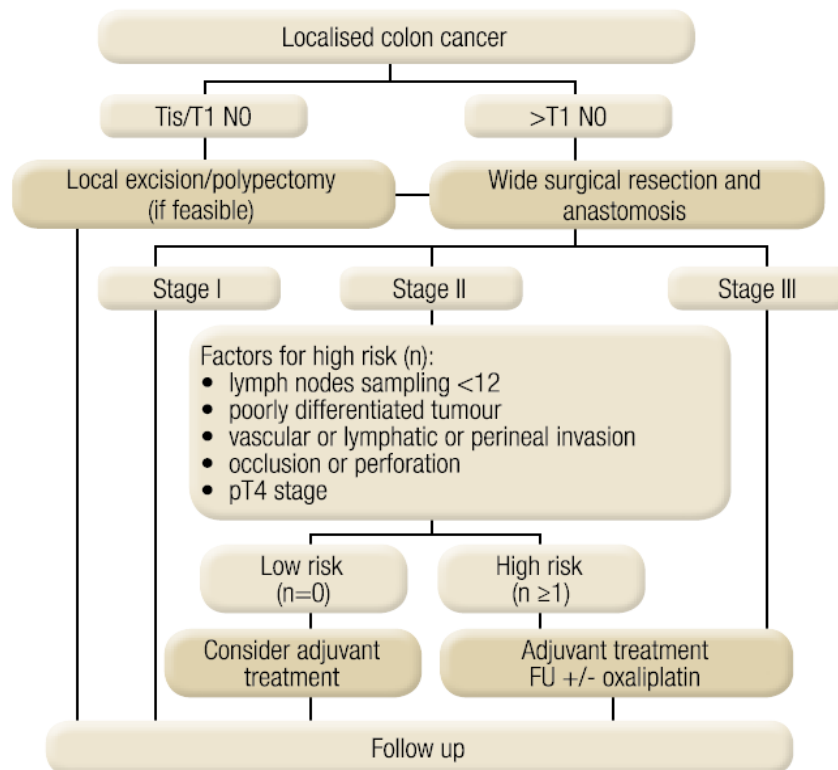 Localised colon cancer
Tis/T1 N0
>T1 N0
Local excision/polypectomy
(if feasible)
Wide surgical resection and
anastomosis
Stage I
Stage II
Stage III
Factors for high risk (n):
• lymph nodes sampling <12
• poorly differentiated tumour
• vascular or lymphatic or perineal invasion
• occlusion or perforation
• pT4 stage
Low risk
(n=0)
High risk
(n ≥1)
Consider adjuvant
treatment
Adjuvant treatment
FU +/- oxaliplatin
Follow up